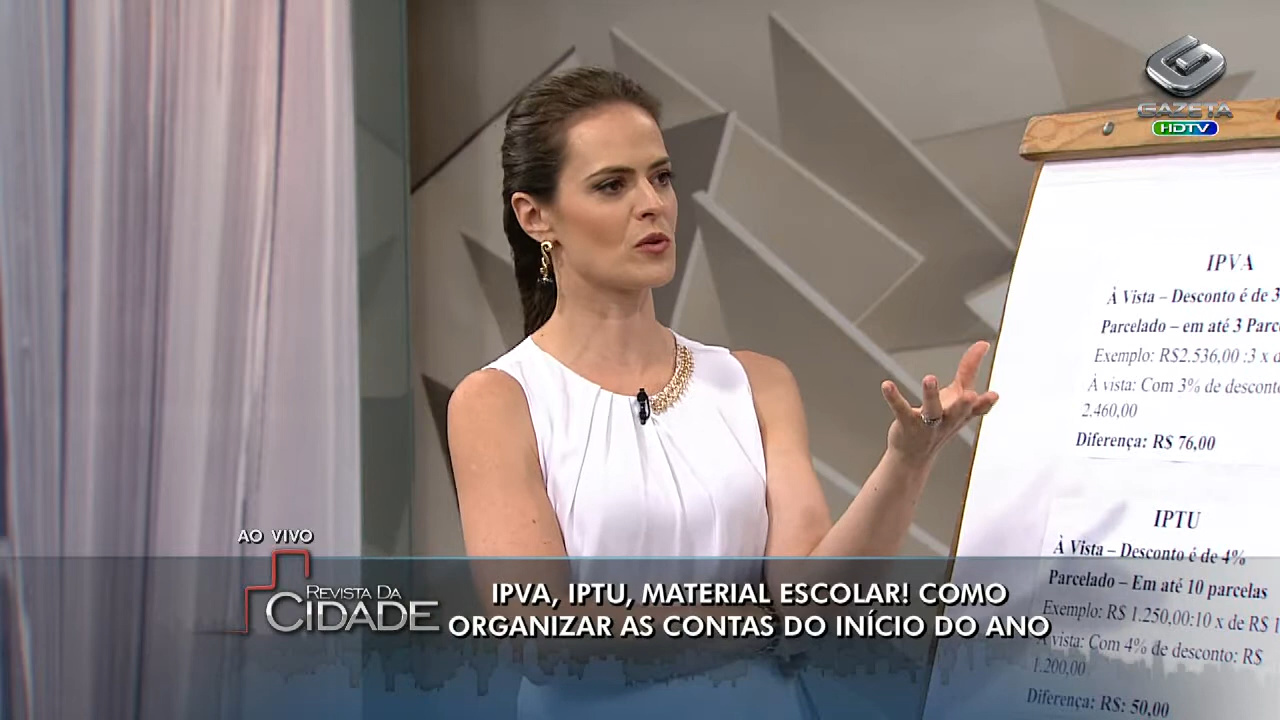 GAZETA
HDTV
IPVA
À Vista – Desconto é de 3
Parcelado – em até 3 Parc
Exemplo: R$2.536,00 :3 x d
À vista: Com 3% de desconto
2.460,00
Diferença: R$ 76,00
IPTU
À Vista – Desconto é de 4%
Parcelado – Em até 10 parcelas
Exemplo: R$ 1.250,00:10 x de R$ 1
À vista: Com 4% de desconto: R$
1.200,00
Diferença: R$: 50,00
AO VIVO
REVISTA DA
CIDADE
IPVA, IPTU, MATERIAL ESCOLAR! COMO
ORGANIZAR AS CONTAS DO INÍCIO DO ANO